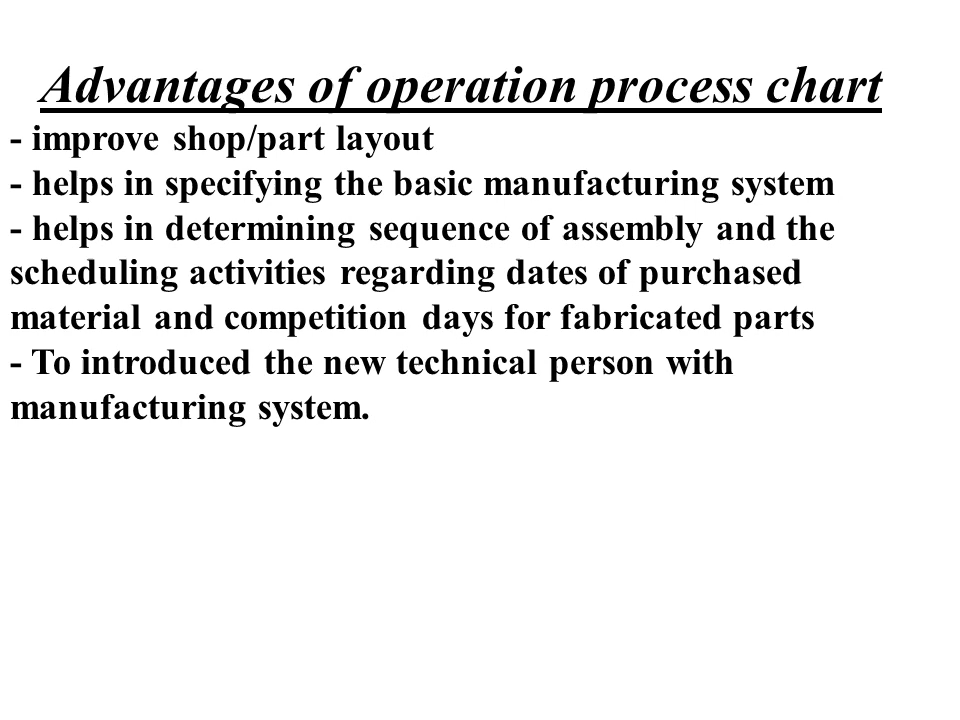 Advantages of operation process chart
- improve shop/part layout
- helps in specifying the basic manufacturing system
- helps in determining sequence of assembly and the
scheduling activities regarding dates of purchased
material and competition days for fabricated parts
- To introduced the new technical person with
manufacturing system.